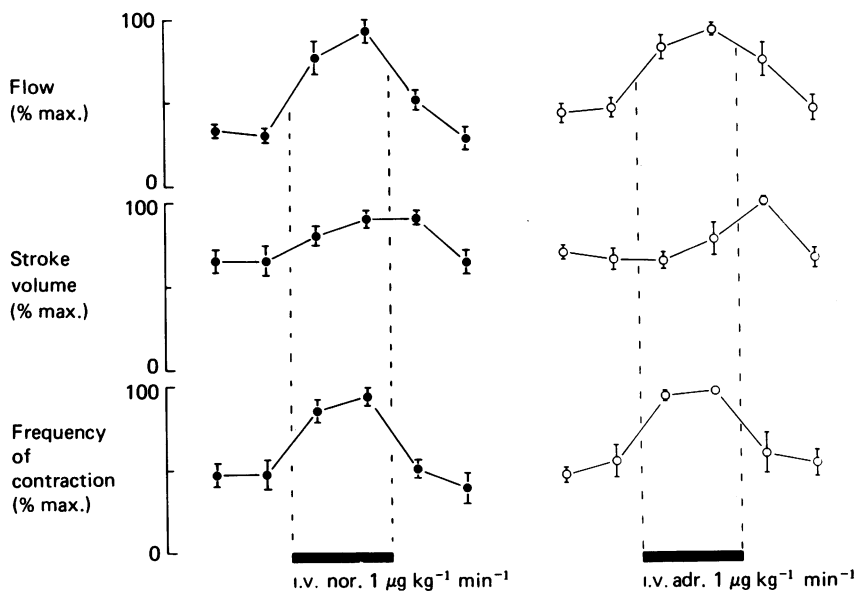 100
Flow
(% max.)
0
100
Stroke
volume
(% max.)
0
100
Frequency
of
contraction
(% max.)
0
I.v. nor. 1 μg kg⁻¹ min⁻¹
I.v. adr. 1 μg kg⁻¹ min⁻¹